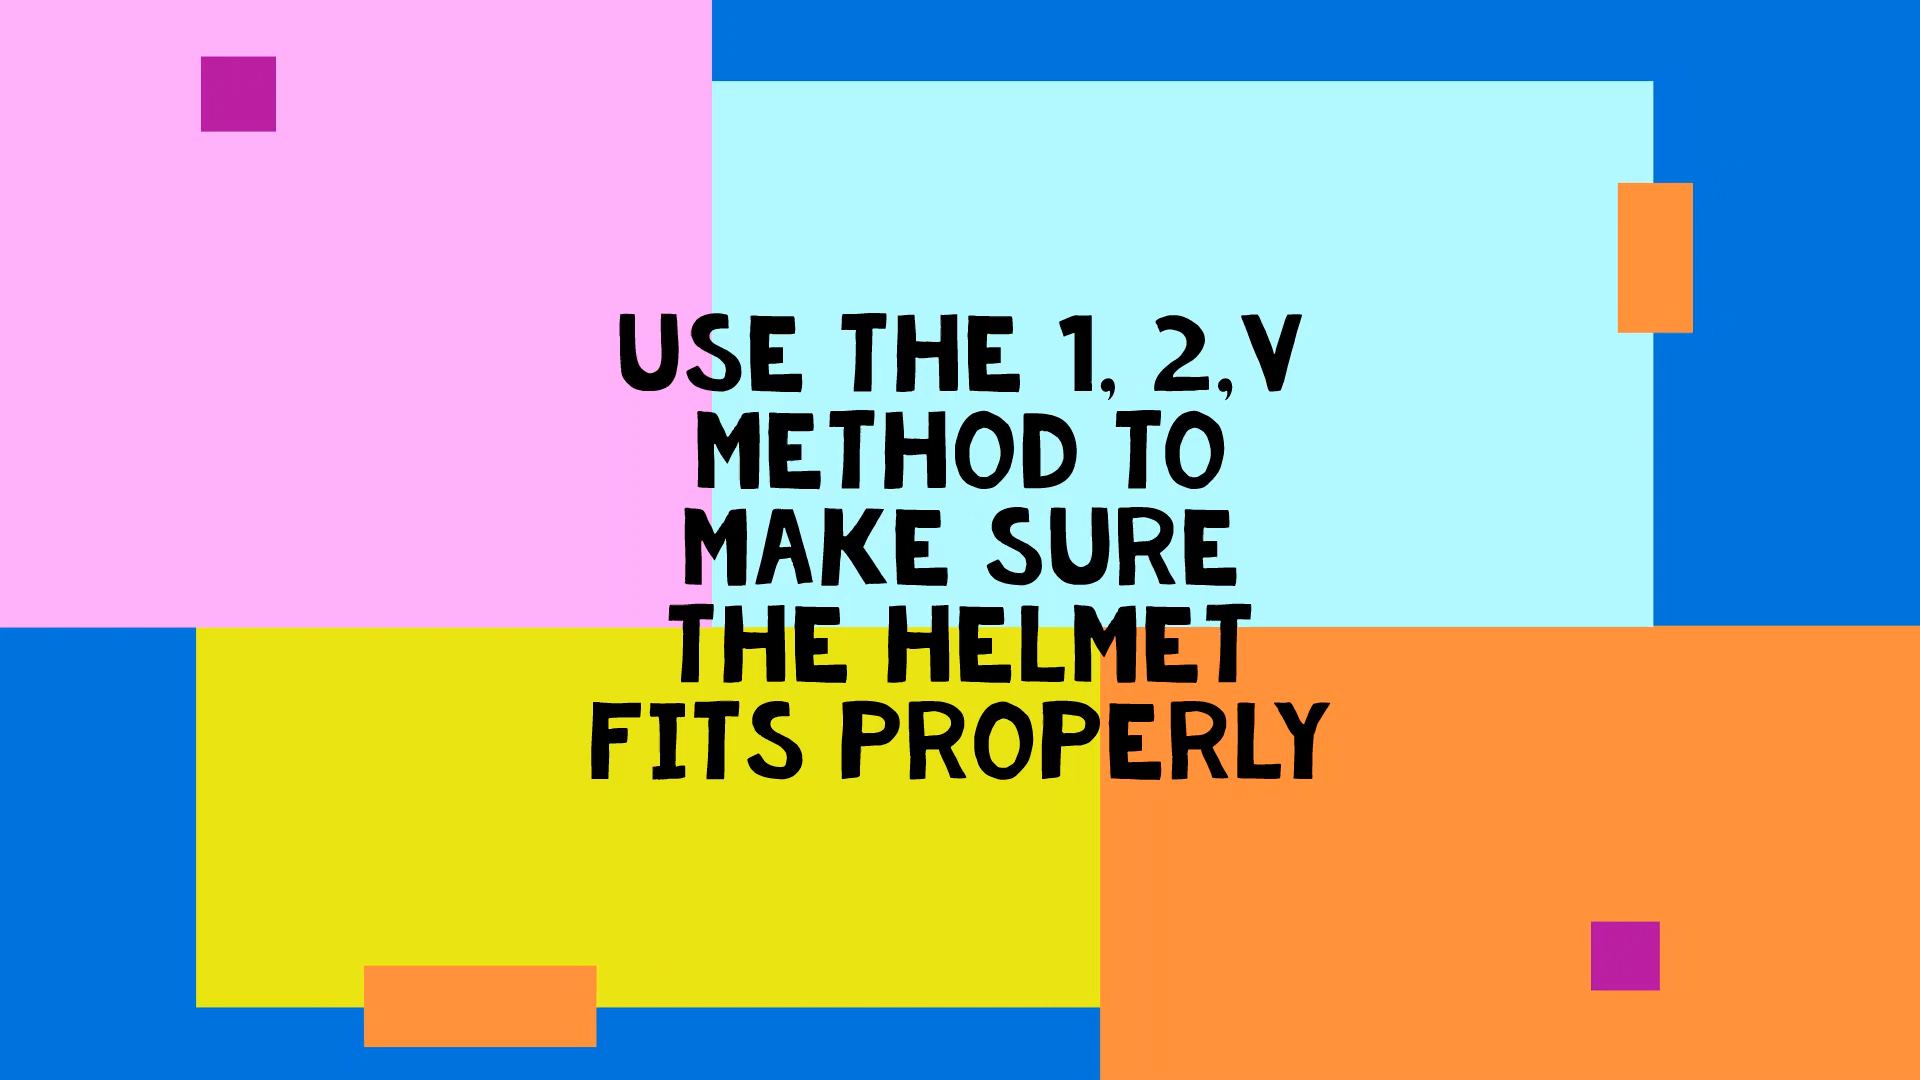 USE THE 1, 2,V
METHOD TO
MAKE SURE
THE HELMET
FITS PROPERLY